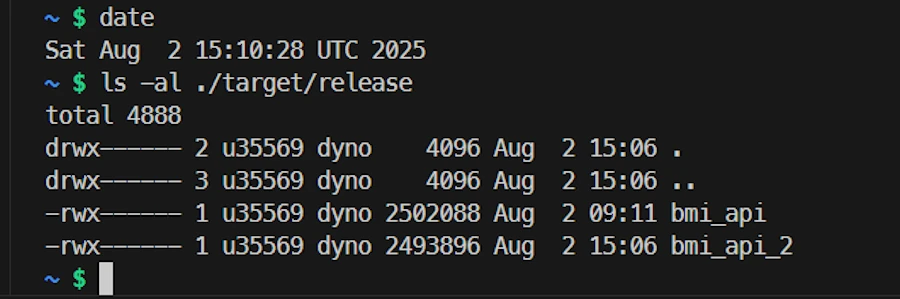 ~ $ date
Sat Aug  2 15:10:28 UTC 2025
~ $ ls -al ./target/release
total 4888
drwx------ 2 u35569 dyno    4096 Aug  2 15:06 .
drwx------ 3 u35569 dyno    4096 Aug  2 15:06 ..
-rwx------ 1 u35569 dyno 2502088 Aug  2 09:11 bmi_api
-rwx------ 1 u35569 dyno 2493896 Aug  2 15:06 bmi_api_2
~ $